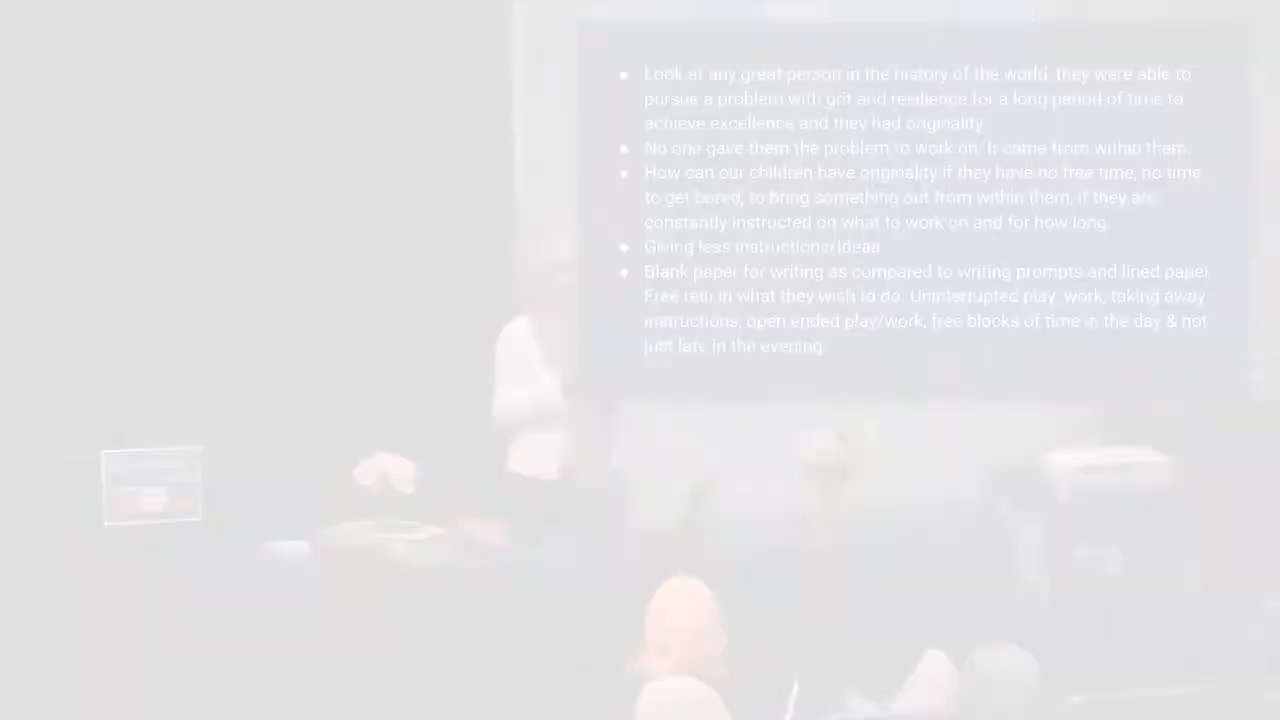 ● Look at any great person in the history of the world, they were able to
pursue a problem with grit and resilience for a long period of time to
achieve excellence and they had originality.
● No one gave them the problem to work on. It came from within them.
● How can our children have originality if they have no free time, no time
to get bored, to bring something out from within them, if they are
constantly instructed on what to work on and for how long.
● Giving less instructions/Ideas
● Blank paper for writing as compared to writing prompts and lined paper
Free rein in what they wish to do. Uninterrupted play, work, taking away
instructions, open ended play/work, free blocks of time in the day & not
just late in the evening.